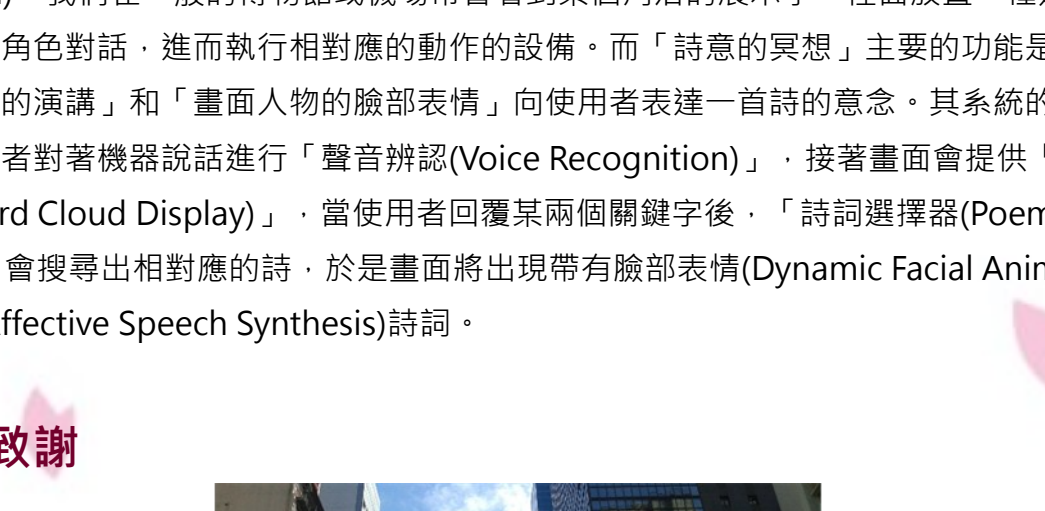 角色對話，進而執行相對應的動作的設備。而「詩意的冥想」主要的功能是
的演講」和「畫面人物的臉部表情」向使用者表達一首詩的意念。其系統的
者對著機器說話進行「聲音辨認(Voice Recognition)」，接著畫面會提供「
rd Cloud Display)」，當使用者回覆某兩個關鍵字後，「詩詞選擇器(Poem
會搜尋出相對應的詩，於是畫面將出現帶有臉部表情(Dynamic Facial Anim
ffective Speech Synthesis)詩詞。
致謝